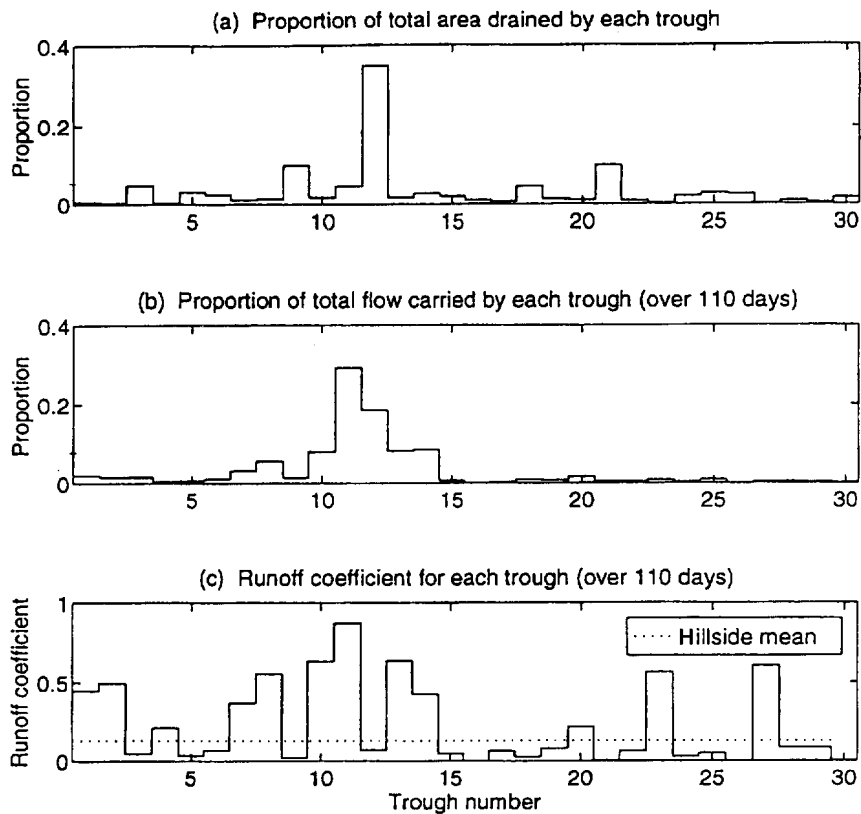 (a) Proportion of total area drained by each trough
Proportion
0.4
0.2
0
5 10 15 20 25 30
(b) Proportion of total flow carried by each trough (over 110 days)
Proportion
0.4
0.2
0
5 10 15 20 25 30
(c) Runoff coefficient for each trough (over 110 days)
Runoff coefficient
1
0.5
0
Hillside mean
5 10 15 20 25 30
Trough number